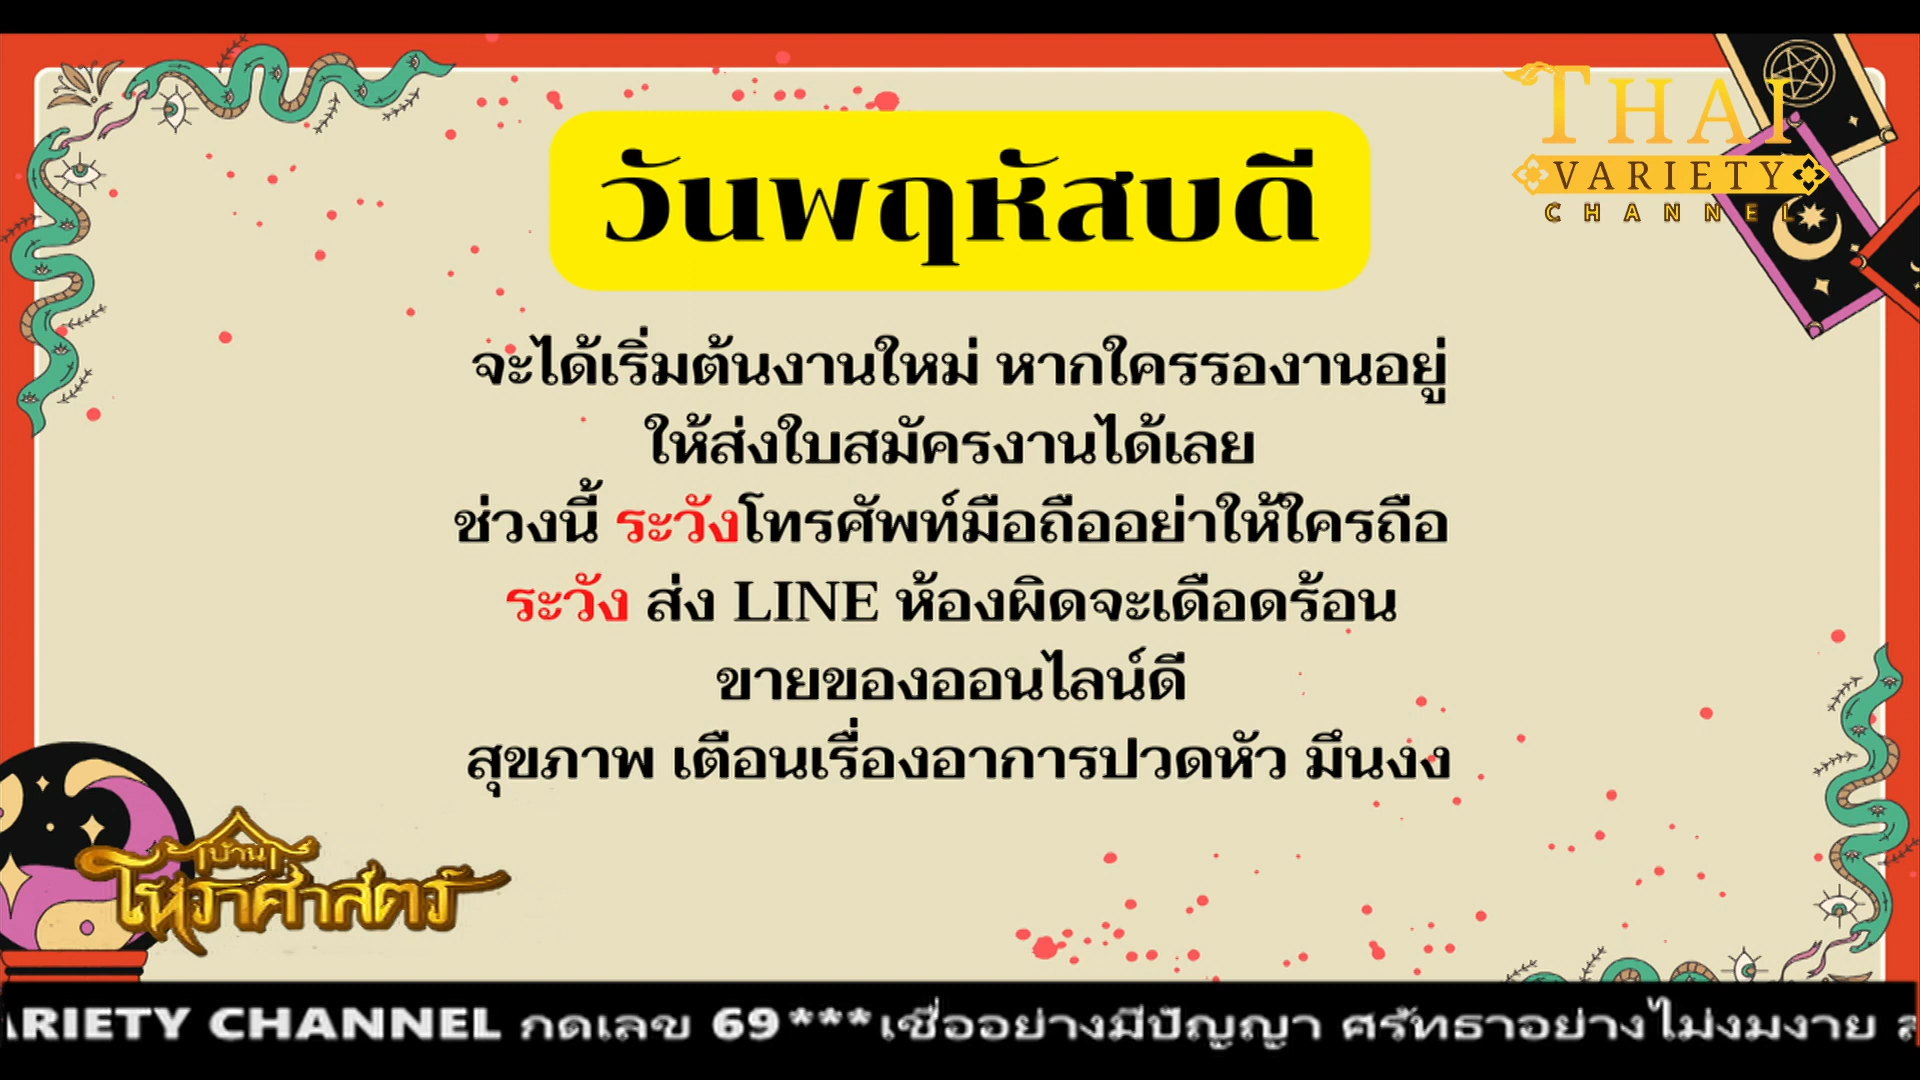 THAI
VARIETY
CHANNEL
วันพฤหัสบดี
จะได้เริ่มต้นงานใหม่ หากใครรองานอยู่
ให้ส่งใบสมัครงานได้เลย
ช่วงนี้ ระวังโทรศัพท์มือถืออย่าให้ใครถือ
ระวัง ส่ง LINE ห้องผิดจะเดือดร้อน
ขายของออนไลน์ดี
สุขภาพ เตือนเรื่องอาการปวดหัว มึนงง
บ้าน
โหราศาสตร์
ARIETY CHANNEL กดเลข 69***เชื่ออย่างมีปัญญา ศรัทธาอย่างไม่งมงาย